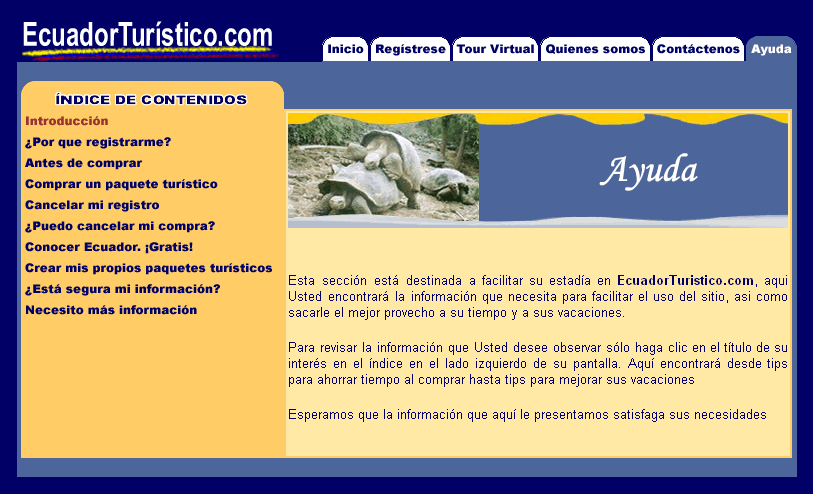 EcuadorTurístico.com
Inicio
Regístrese
Tour Virtual
Quienes somos
Contáctenos
Ayuda
ÍNDICE DE CONTENIDOS
Introducción
¿Por que registrarme?
Antes de comprar
Comprar un paquete turístico
Cancelar mi registro
¿Puedo cancelar mi compra?
Conocer Ecuador. ¡Gratis!
Crear mis propios paquetes turísticos
¿Está segura mi información?
Necesito más información
Ayuda
Esta sección está destinada a facilitar su estadía en EcuadorTuristico.com, aqui
Usted encontrará la información que necesita para facilitar el uso del sitio, asi como
sacarle el mejor provecho a su tiempo y a sus vacaciones.
Para revisar la información que Usted desee observar sólo haga clic en el título de su
interés en el índice en el lado izquierdo de su pantalla. Aquí encontrará desde tips
para ahorrar tiempo al comprar hasta tips para mejorar sus vacaciones
Esperamos que la información que aquí le presentamos satisfaga sus necesidades